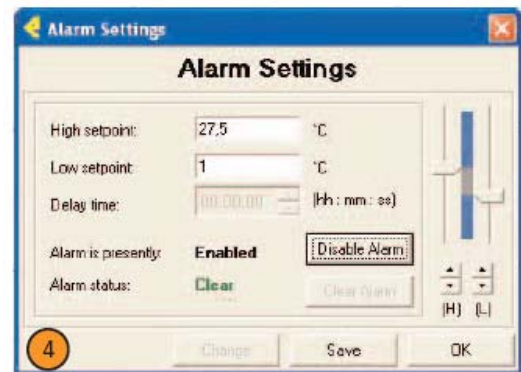 Alarm Settings
Alarm Settings
High setpoint: 27,5 °C
Low setpoint: 1 °C
Delay time: 00:00:00 (hh : mm : ss)
Alarm is presently: Enabled Disable Alarm
Alarm status: Clear Clear Alarm
(H) (L)
4 Change Save OK